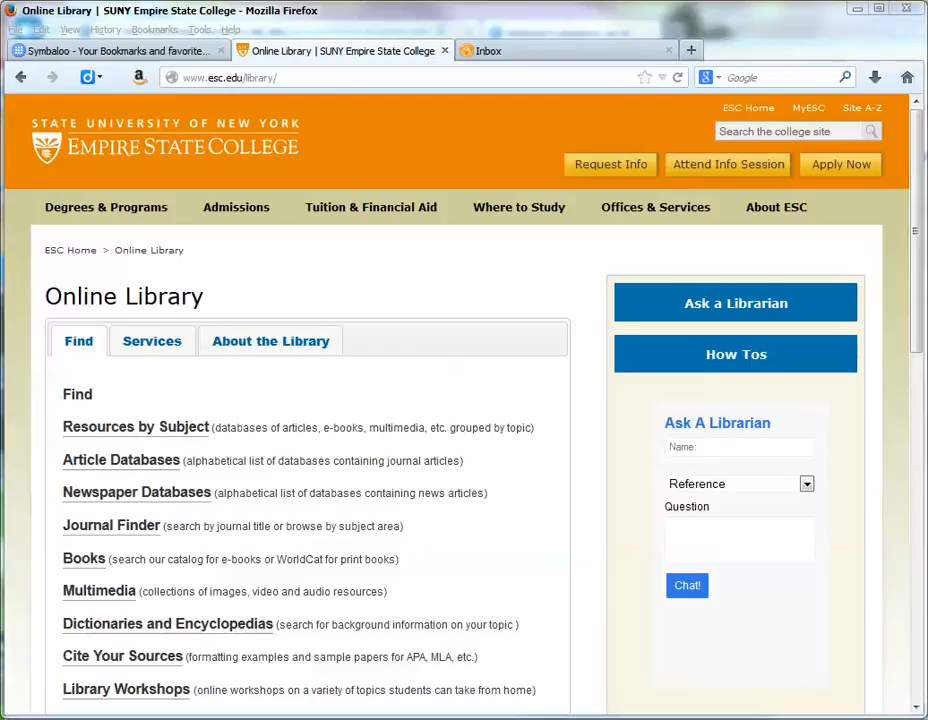 Online Library | SUNY Empire State College - Mozilla Firefox
File Edit View History Bookmarks Tools Help
Symbaloo - Your Bookmarks and favorite... × Online Library | SUNY Empire State College × Inbox × +
www.esc.edu/library/ Google
ESC Home MyESC Site A-Z
STATE UNIVERSITY OF NEW YORK
EMPIRE STATE COLLEGE
Search the college site
Request Info Attend Info Session Apply Now
Degrees & Programs Admissions Tuition & Financial Aid Where to Study Offices & Services About ESC
ESC Home > Online Library
Online Library
Find Services About the Library
Find
Resources by Subject (databases of articles, e-books, multimedia, etc. grouped by topic)
Article Databases (alphabetical list of databases containing journal articles)
Newspaper Databases (alphabetical list of databases containing news articles)
Journal Finder (search by journal title or browse by subject area)
Books (search our catalog for e-books or WorldCat for print books)
Multimedia (collections of images, video and audio resources)
Dictionaries and Encyclopedias (search for background information on your topic )
Cite Your Sources (formatting examples and sample papers for APA, MLA, etc.)
Library Workshops (online workshops on a variety of topics students can take from home)
Ask a Librarian
How Tos
Ask A Librarian
Name:
Reference
Question
Chat!